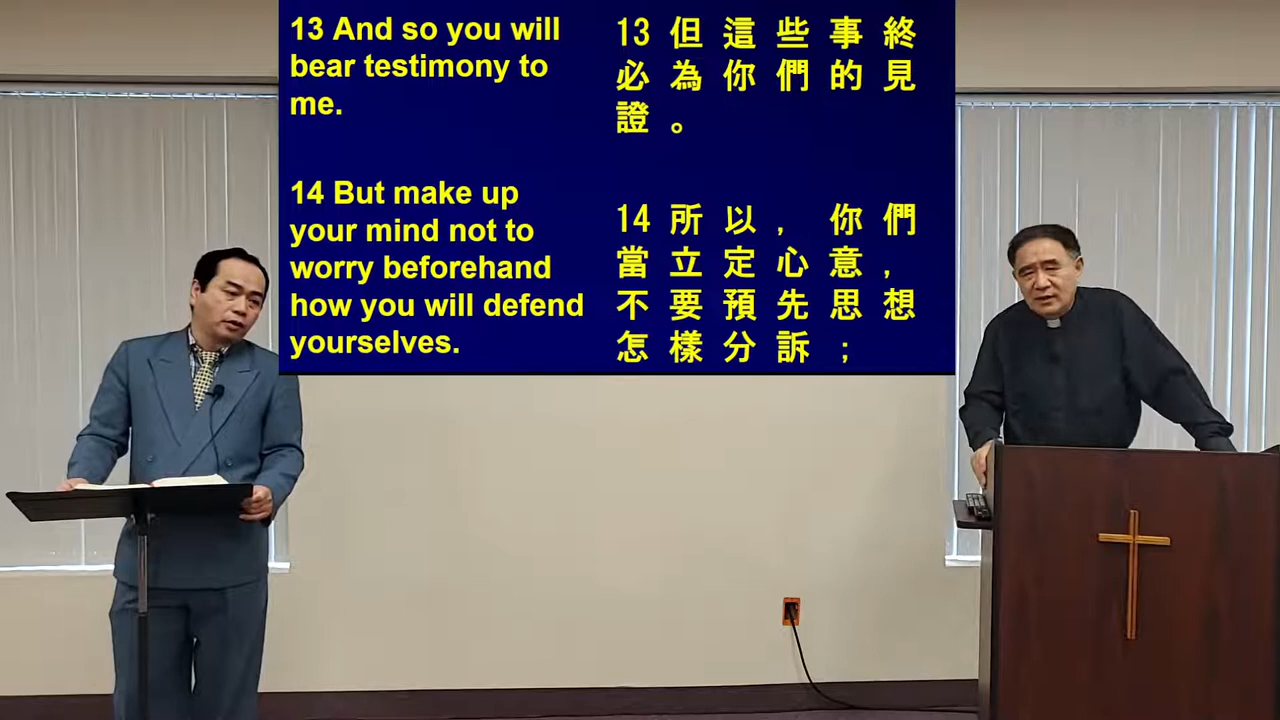 13 And so you will
bear testimony to
me.
14 But make up
your mind not to
worry beforehand
how you will defend
yourselves.
13 但這些事終
必為你們的見
證。
14 所以，你們
當立定心意，
不要預先思想
怎樣分訴；